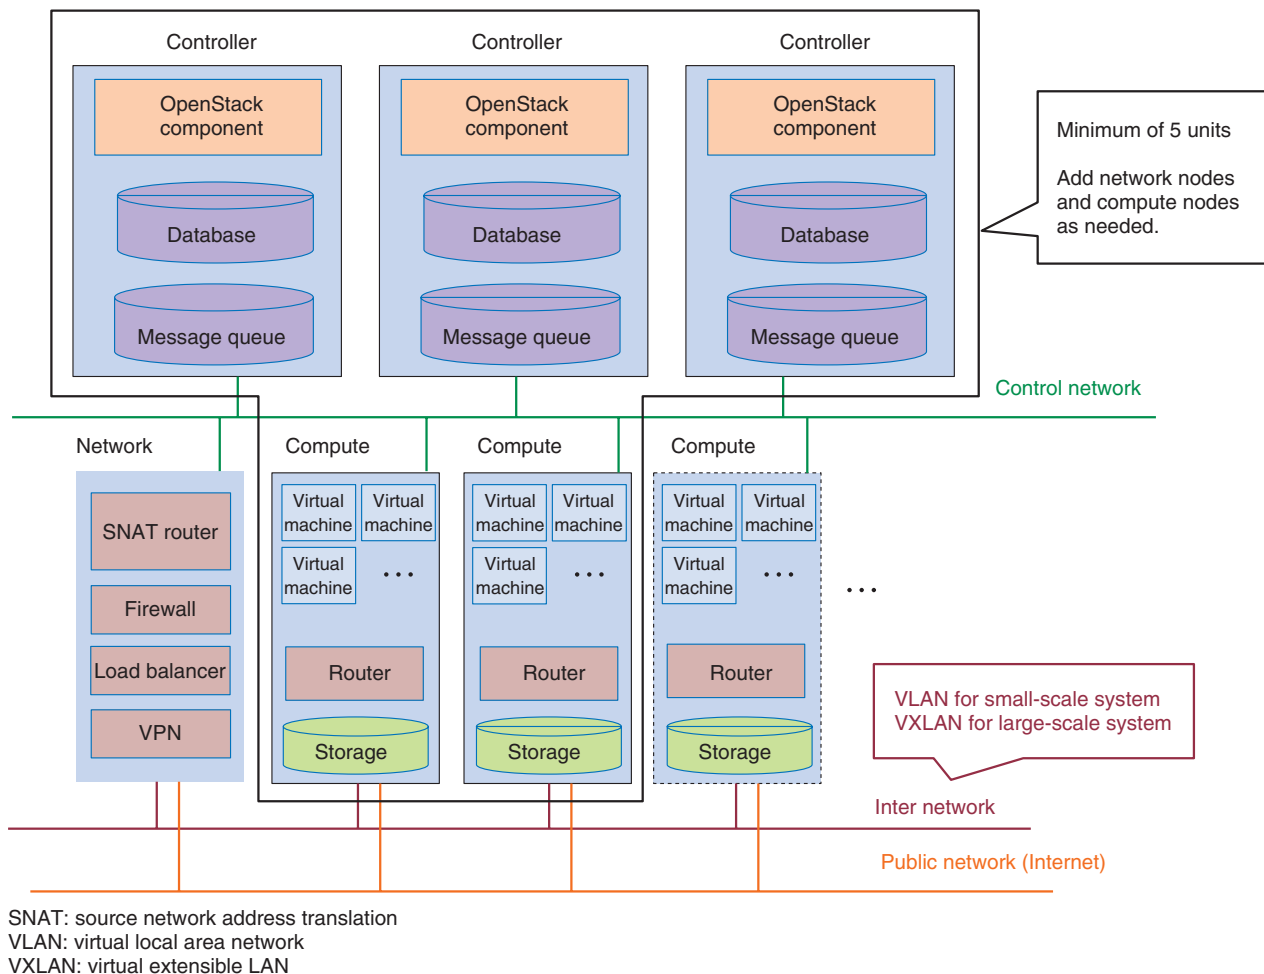 Controller
Controller
Controller
OpenStack
component
OpenStack
component
OpenStack
component
Database
Database
Database
Message queue
Message queue
Message queue
Minimum of 5 units
Add network nodes
and compute nodes
as needed.
Control network
Network
Compute
Compute
Compute
SNAT router
Firewall
Load balancer
VPN
Virtual
machine
Virtual
machine
Virtual
machine
...
Router
Storage
Virtual
machine
Virtual
machine
Virtual
machine
...
Router
Storage
Virtual
machine
Virtual
machine
Virtual
machine
...
Router
Storage
...
VLAN for small-scale system
VXLAN for large-scale system
Inter network
Public network (Internet)
SNAT: source network address translation
VLAN: virtual local area network
VXLAN: virtual extensible LAN